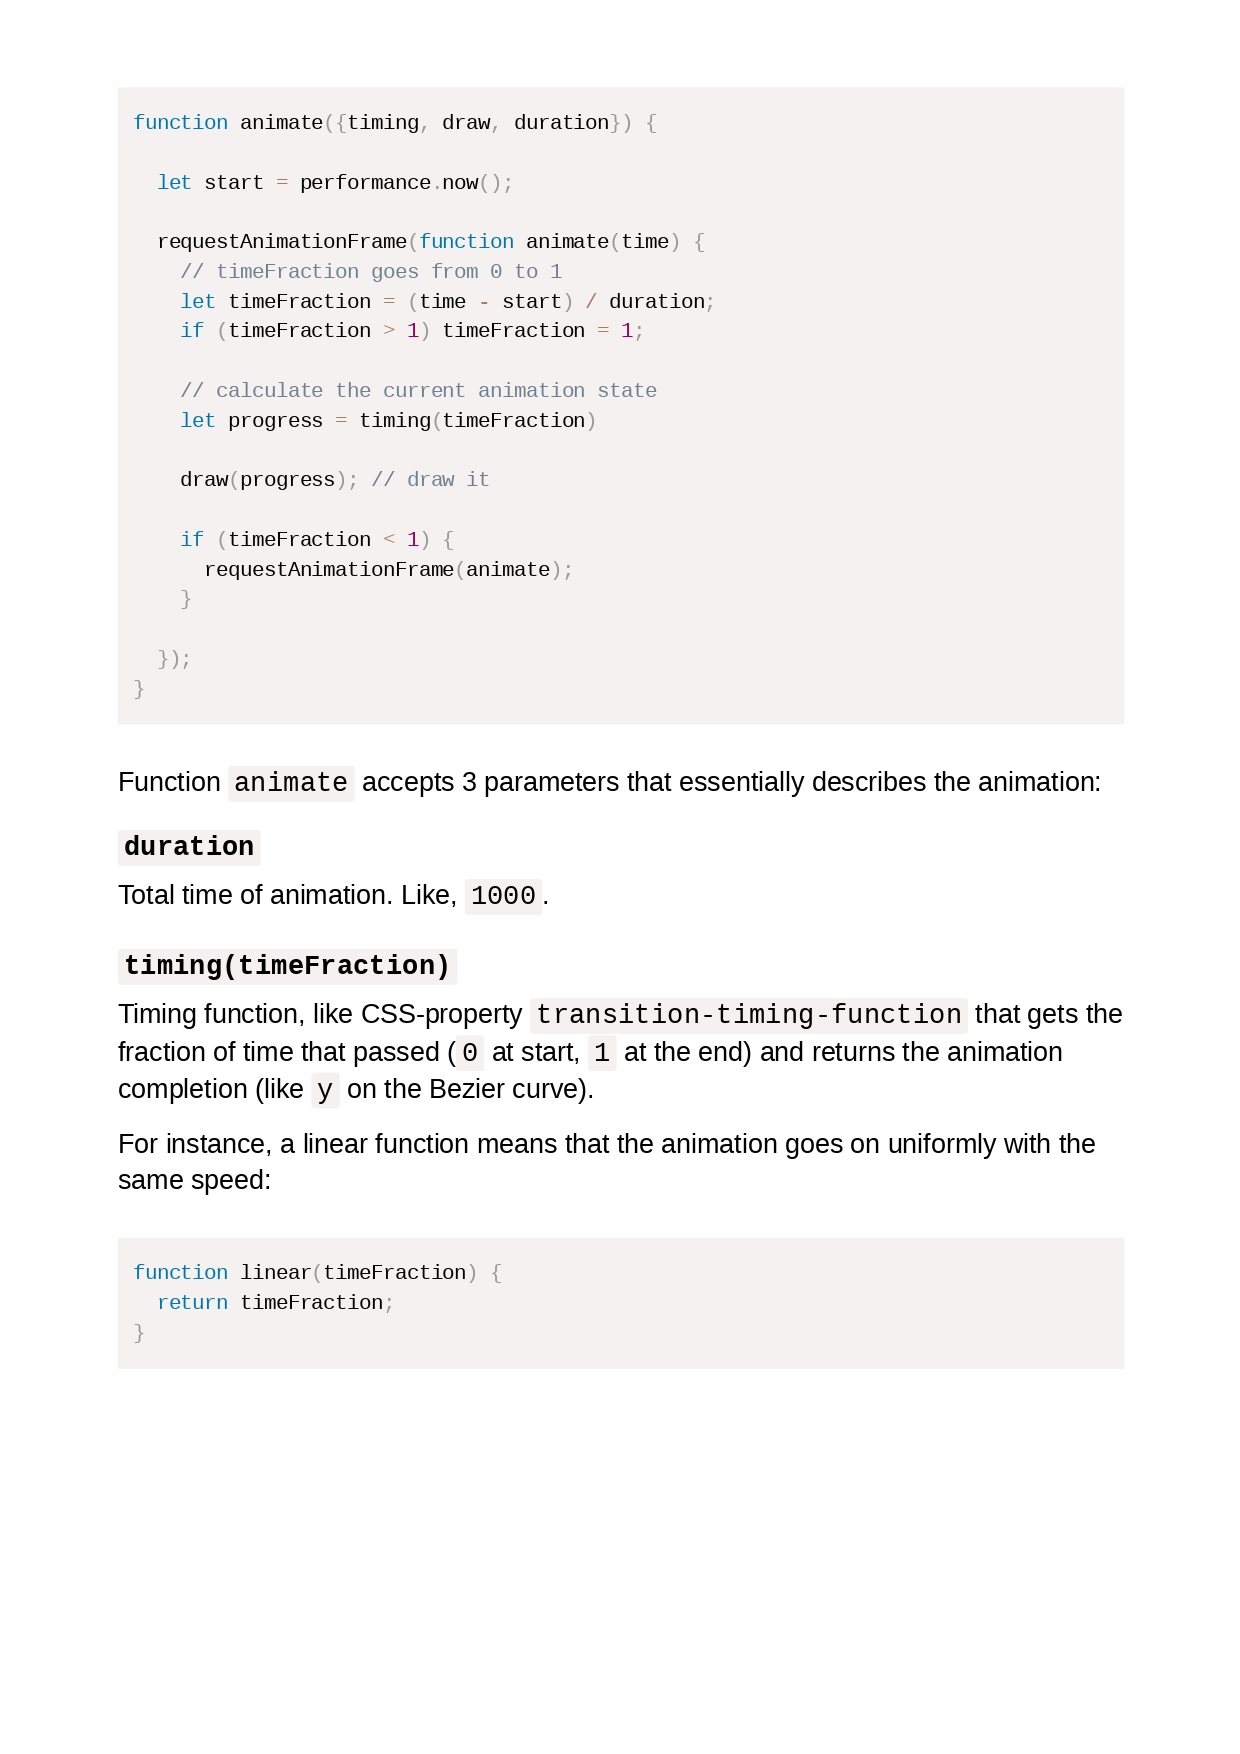 function animate({timing, draw, duration}) {
  let start = performance.now();
  requestAnimationFrame(function animate(time) {
    // timeFraction goes from 0 to 1
    let timeFraction = (time - start) / duration;
    if (timeFraction > 1) timeFraction = 1;
    // calculate the current animation state
    let progress = timing(timeFraction)
    draw(progress); // draw it
    if (timeFraction < 1) {
      requestAnimationFrame(animate);
    }
  });
}
Function animate accepts 3 parameters that essentially describes the animation:
duration
Total time of animation. Like, 1000.
timing(timeFraction)
Timing function, like CSS-property transition-timing-function that gets the
fraction of time that passed (0 at start, 1 at the end) and returns the animation
completion (like y on the Bezier curve).
For instance, a linear function means that the animation goes on uniformly with the
same speed:
function linear(timeFraction) {
  return timeFraction;
}